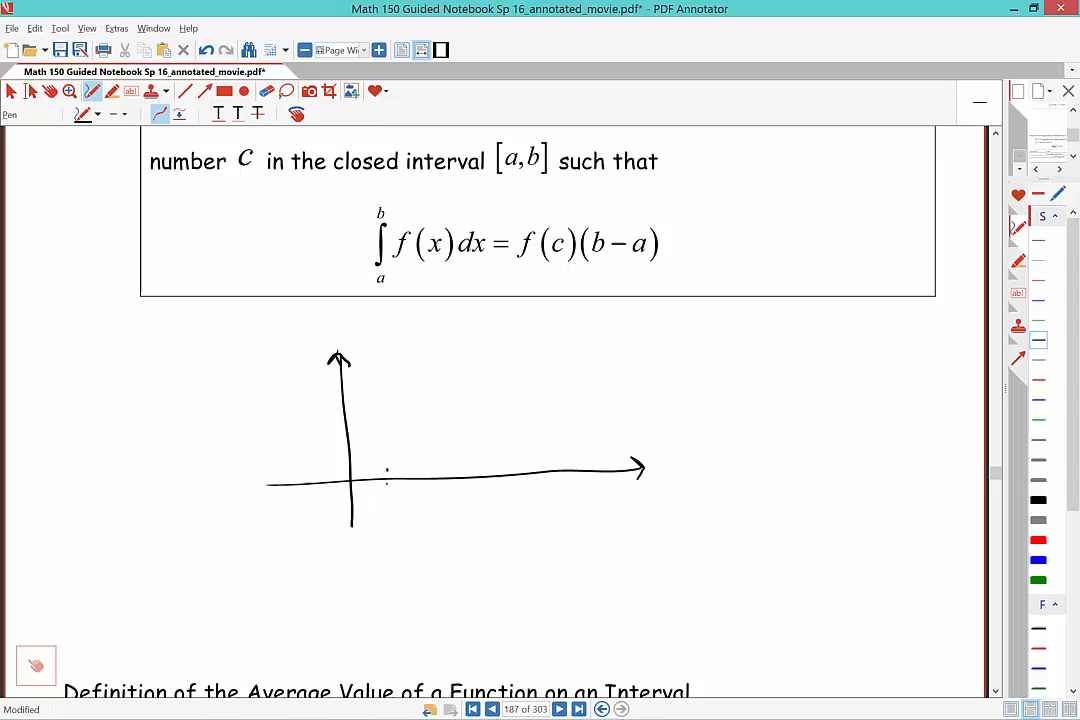 Math 150 Guided Notebook Sp 16_annotated_movie.pdf* - PDF Annotator
File Edit Tool View Extras Window Help
Page Wi
Math 150 Guided Notebook Sp 16_annotated_movie.pdf*
Pen
number c in the closed interval [a,b] such that
b
∫ f(x)dx = f(c)(b − a)
a
S
F
Definition of the Average Value of a Function on an Interval
Modified
187 of 303